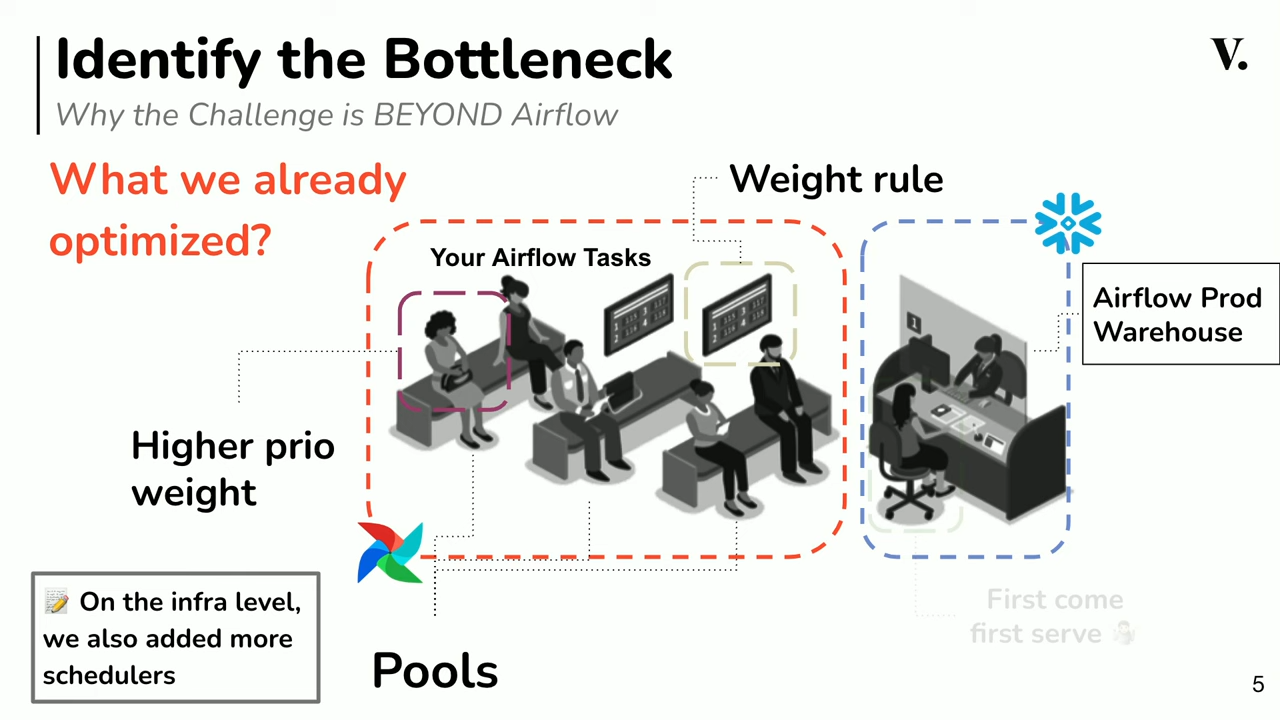 Identify the Bottleneck
V.
Why the Challenge is BEYOND Airflow
What we already
optimized?
Weight rule
Your Airflow Tasks
Airflow Prod
Warehouse
1
Higher prio
weight
On the infra level,
we also added more
schedulers
First come
first serve
Pools
5